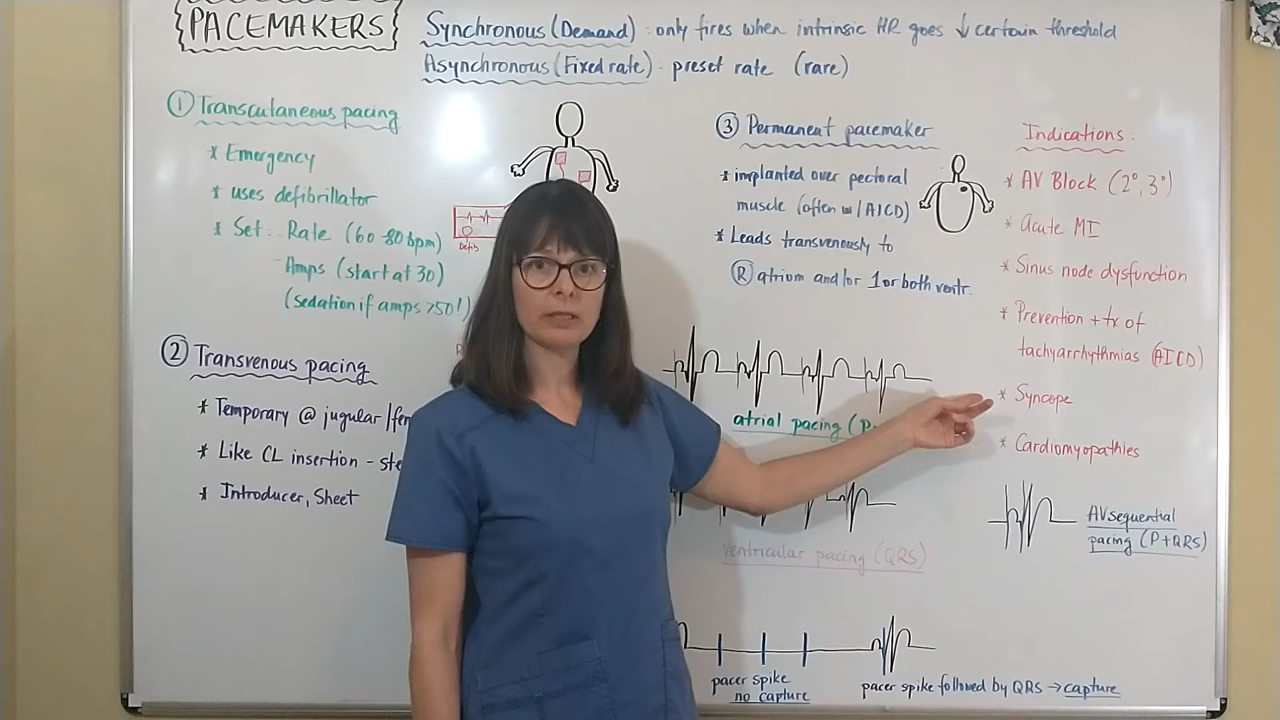 PACEMAKERS
Synchronous (Demand) : only fires when intrinsic HR goes ↓ certain threshold
Asynchronous (Fixed rate) - preset rate (rare)
① Transcutaneous pacing
* Emergency
* uses defibrillator
* Set: - Rate (60-80 bpm)
- Amps (start at 30)
(sedation if amps >50!)
Defib
② Transvenous pacing
* Temporary @ jugular /fem
* Like CL insertion - ste
* Introducer, Sheet
③ Permanent pacemaker
* implanted over pectoral
muscle (often w/AICD)
* Leads transvenously to
Ⓡ atrium and/or 1 or both ventr.
atrial pacing (P
ventricular pacing (QRS)
pacer spike
no capture
pacer spike followed by QRS → capture
Indications :
* AV Block (2°, 3°)
* Acute MI
* Sinus node dysfunction
* Prevention + tx of
tachyarrhythmias (AICD)
* Syncope
* Cardiomyopathies
AV sequential
pacing (P+QRS)